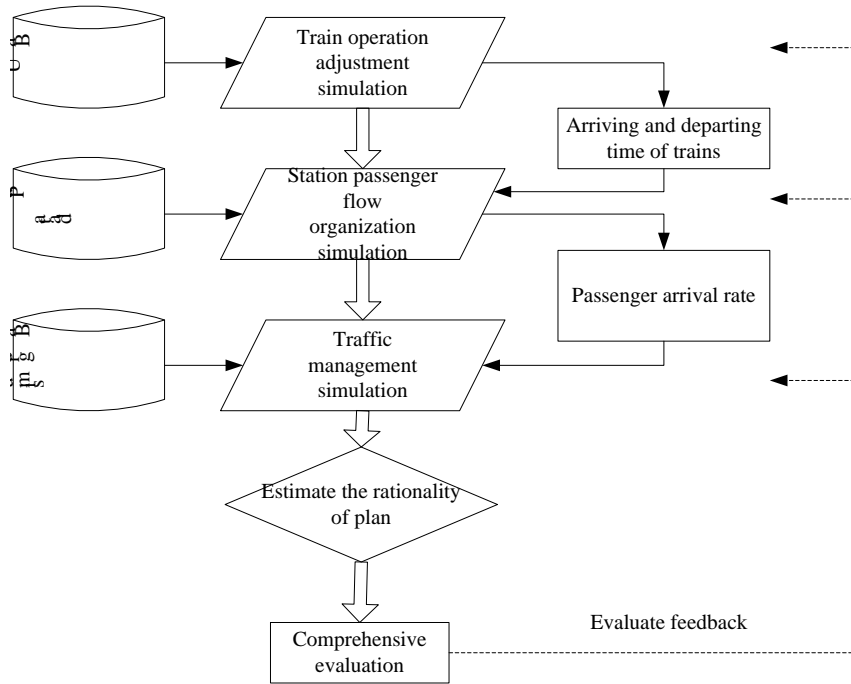 Train operation
adjustment
simulation
Arriving and departing
time of trains
Station passenger
flow
organization
simulation
Passenger arrival rate
Traffic
management
simulation
Estimate the rationality
of plan
Evaluate feedback
Comprehensive
evaluation